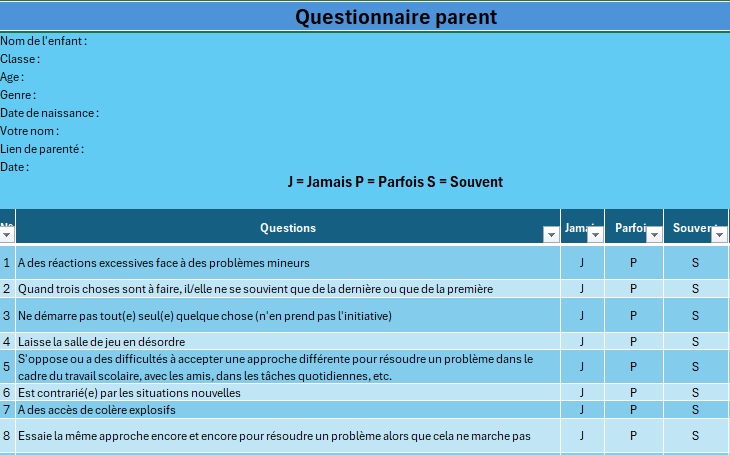 Questionnaire parent
Nom de l'enfant :
Classe :
Age :
Genre :
Date de naissance :
Votre nom :
Lien de parenté :
Date :
J = Jamais P = Parfois S = Souvent
Questions Jamai Parfoi Souven
1 A des réactions excessives face à des problèmes mineurs J P S
2 Quand trois choses sont à faire, il/elle ne se souvient que de la dernière ou que de la première J P S
3 Ne démarre pas tout(e) seul(e) quelque chose (n'en prend pas l'initiative) J P S
4 Laisse la salle de jeu en désordre J P S
5 S'oppose ou a des difficultés à accepter une approche différente pour résoudre un problème dans le
cadre du travail scolaire, avec les amis, dans les tâches quotidiennes, etc. J P S
6 Est contrarié(e) par les situations nouvelles J P S
7 A des accès de colère explosifs J P S
8 Essaie la même approche encore et encore pour résoudre un problème alors que cela ne marche pas J P S